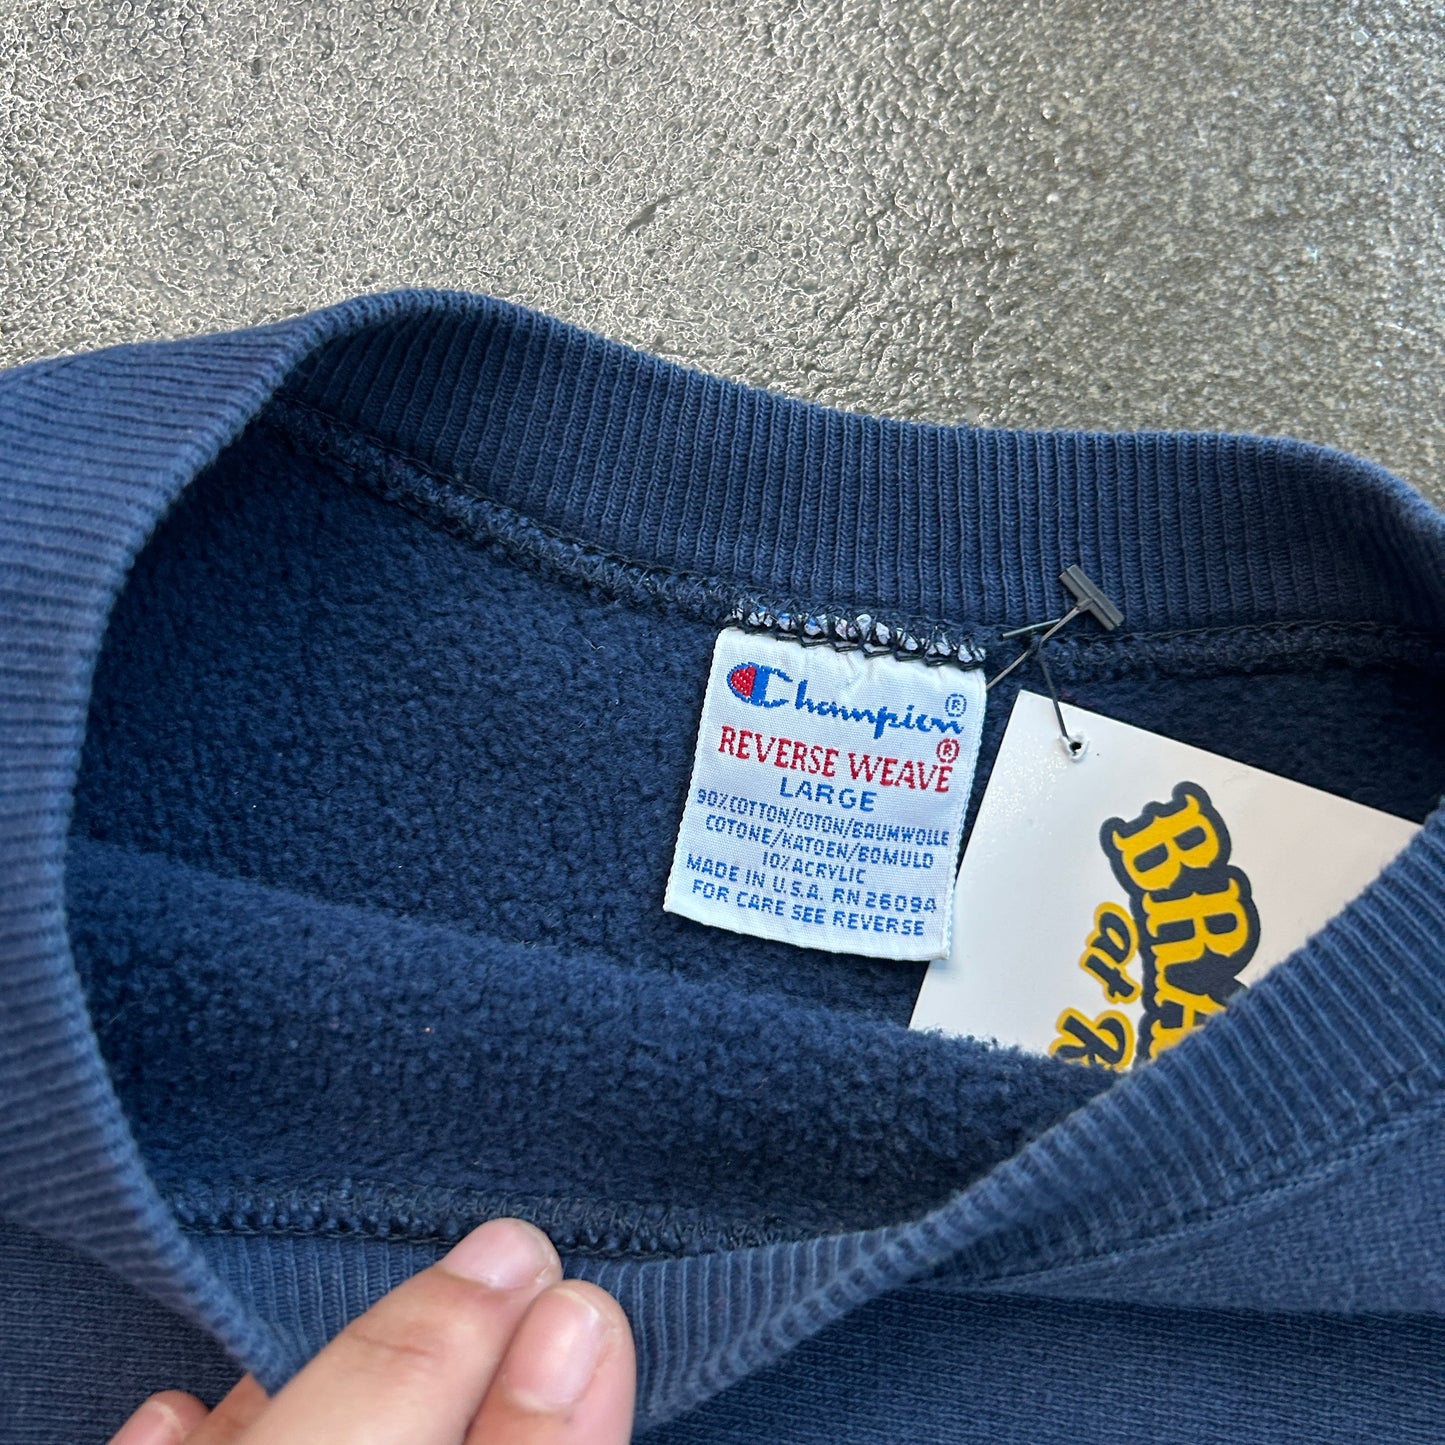 Champion®
REVERSE WEAVE®
LARGE
90% COTTON/COTON/BAUMWOLLE
COTONE/KATOEN/BOMULD
10% ACRYLIC
MADE IN U.S.A. RN 26094
FOR CARE SEE REVERSE
at